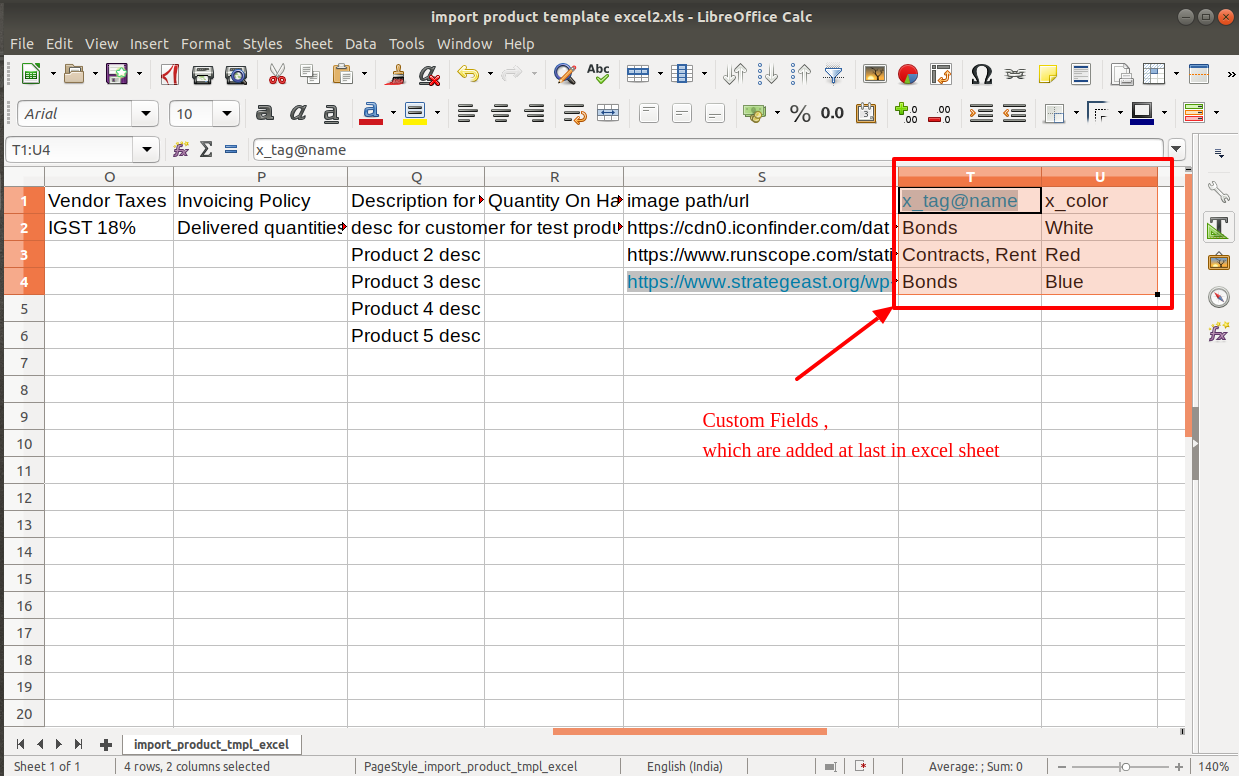 import product template excel2.xls - LibreOffice Calc
File Edit View Insert Format Styles Sheet Data Tools Window Help
Arial 10
T1:U4 x_tag@name
O P Q R S T U
1 Vendor Taxes Invoicing Policy Description for Quantity On Ha image path/url x_tag@name x_color
2 IGST 18% Delivered quantities desc for customer for test produ https://cdn0.iconfinder.com/dat Bonds White
3 Product 2 desc https://www.runscope.com/stati Contracts, Rent Red
4 Product 3 desc https://www.strategeast.org/wp- Bonds Blue
5 Product 4 desc
6 Product 5 desc
7
8
9
Custom Fields ,
10
which are added at last in excel sheet
11
12
13
14
15
16
17
18
19
20
import_product_tmpl_excel
Sheet 1 of 1 4 rows, 2 columns selected PageStyle_import_product_tmpl_excel English (India) Average: ; Sum: 0 140%